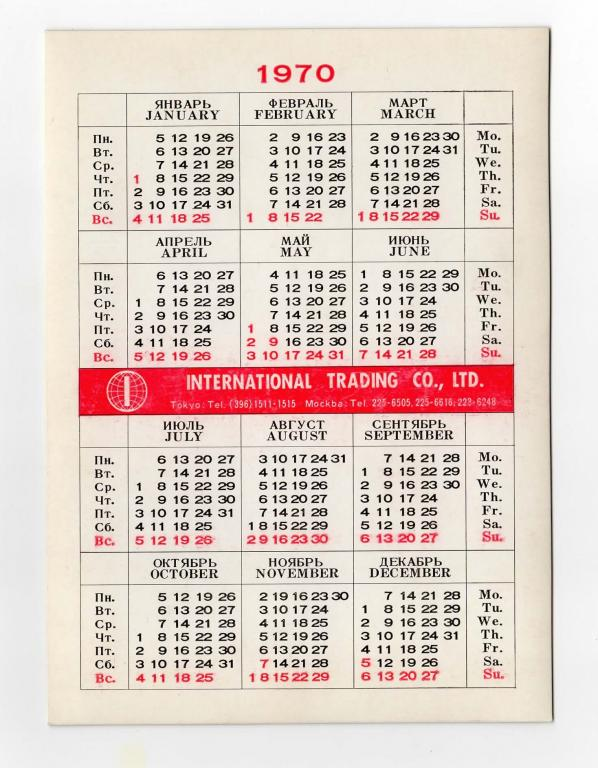 1970
ЯНВАРЬ ФЕВРАЛЬ МАРТ
JANUARY FEBRUARY MARCH
Пн. 5 12 19 26 2 9 16 23 2 9 16 23 30 Mo.
Вт. 6 13 20 27 3 10 17 24 3 10 17 24 31 Tu.
Ср. 7 14 21 28 4 11 18 25 4 11 18 25 We.
Чт. 1 8 15 22 29 5 12 19 26 5 12 19 26 Th.
Пт. 2 9 16 23 30 6 13 20 27 6 13 20 27 Fr.
Сб. 3 10 17 24 31 7 14 21 28 7 14 21 28 Sa.
Вс. 4 11 18 25 1 8 15 22 1 8 15 22 29 Su.
АПРЕЛЬ МАЙ ИЮНЬ
APRIL MAY JUNE
Пн. 6 13 20 27 4 11 18 25 1 8 15 22 29 Mo.
Вт. 7 14 21 28 5 12 19 26 2 9 16 23 30 Tu.
Ср. 1 8 15 22 29 6 13 20 27 3 10 17 24 We.
Чт. 2 9 16 23 30 7 14 21 28 4 11 18 25 Th.
Пт. 3 10 17 24 1 8 15 22 29 5 12 19 26 Fr.
Сб. 4 11 18 25 2 9 16 23 30 6 13 20 27 Sa.
Вс. 5 12 19 26 3 10 17 24 31 7 14 21 28 Su.
INTERNATIONAL TRADING CO., LTD.
Tokyo: Tel. (396) 1511-1515 Москва: Tel. 225-6505, 225-6616, 223-6248
ИЮЛЬ АВГУСТ СЕНТЯБРЬ
JULY AUGUST SEPTEMBER
Пн. 6 13 20 27 3 10 17 24 31 7 14 21 28 Mo.
Вт. 7 14 21 28 4 11 18 25 1 8 15 22 29 Tu.
Ср. 1 8 15 22 29 5 12 19 26 2 9 16 23 30 We.
Чт. 2 9 16 23 30 6 13 20 27 3 10 17 24 Th.
Пт. 3 10 17 24 31 7 14 21 28 4 11 18 25 Fr.
Сб. 4 11 18 25 1 8 15 22 29 5 12 19 26 Sa.
Вс. 5 12 19 26 2 9 16 23 30 6 13 20 27 Su.
ОКТЯБРЬ НОЯБРЬ ДЕКАБРЬ
OCTOBER NOVEMBER DECEMBER
Пн. 5 12 19 26 2 19 16 23 30 7 14 21 28 Mo.
Вт. 6 13 20 27 3 10 17 24 1 8 15 22 29 Tu.
Ср. 7 14 21 28 4 11 18 25 2 9 16 23 30 We.
Чт. 1 8 15 22 29 5 12 19 26 3 10 17 24 31 Th.
Пт. 2 9 16 23 30 6 13 20 27 4 11 18 25 Fr.
Сб. 3 10 17 24 31 7 14 21 28 5 12 19 26 Sa.
Вс. 4 11 18 25 1 8 15 22 29 6 13 20 27 Su.